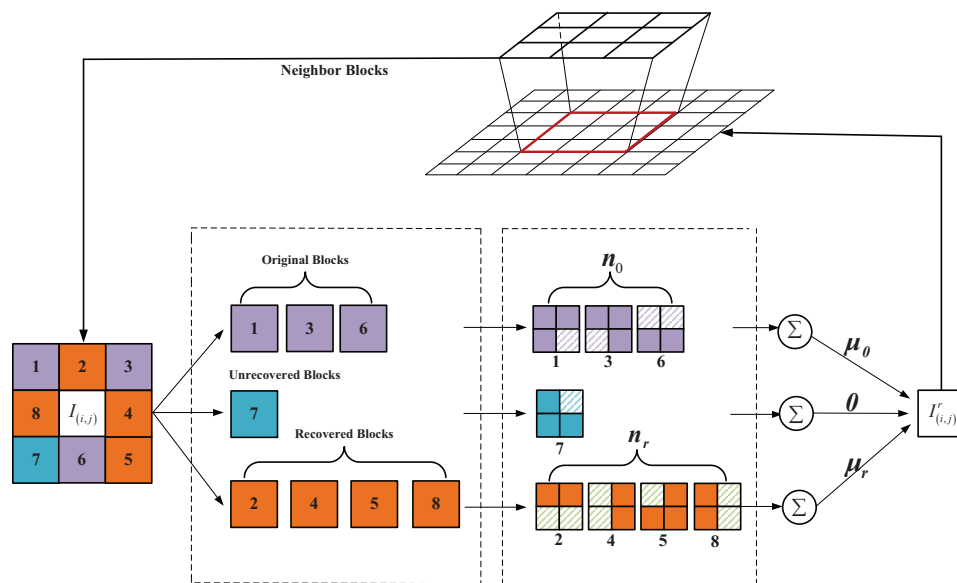 Neighbor Blocks
Original Blocks
1 3 6
n₀
1 3 6
Σ
μ₀
1 2 3
8 I₍ᵢ,ⱼ₎ 4
7 6 5
Unrecovered Blocks
7
7
Σ
0
Iʳ₍ᵢ,ⱼ₎
Recovered Blocks
2 4 5 8
nᵣ
2 4 5 8
Σ
μᵣ